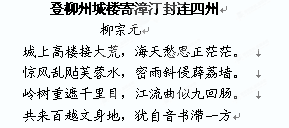 登柳州城楼寄漳汀封连四州
柳宗元
城上高楼接大荒，海天愁思正茫茫。↓
惊风乱飐芙蓉水，密雨斜侵薜荔墙。↓
岭树重遮千里目，江流曲似九回肠。↓
共来百越文身地，犹自音书滞一方